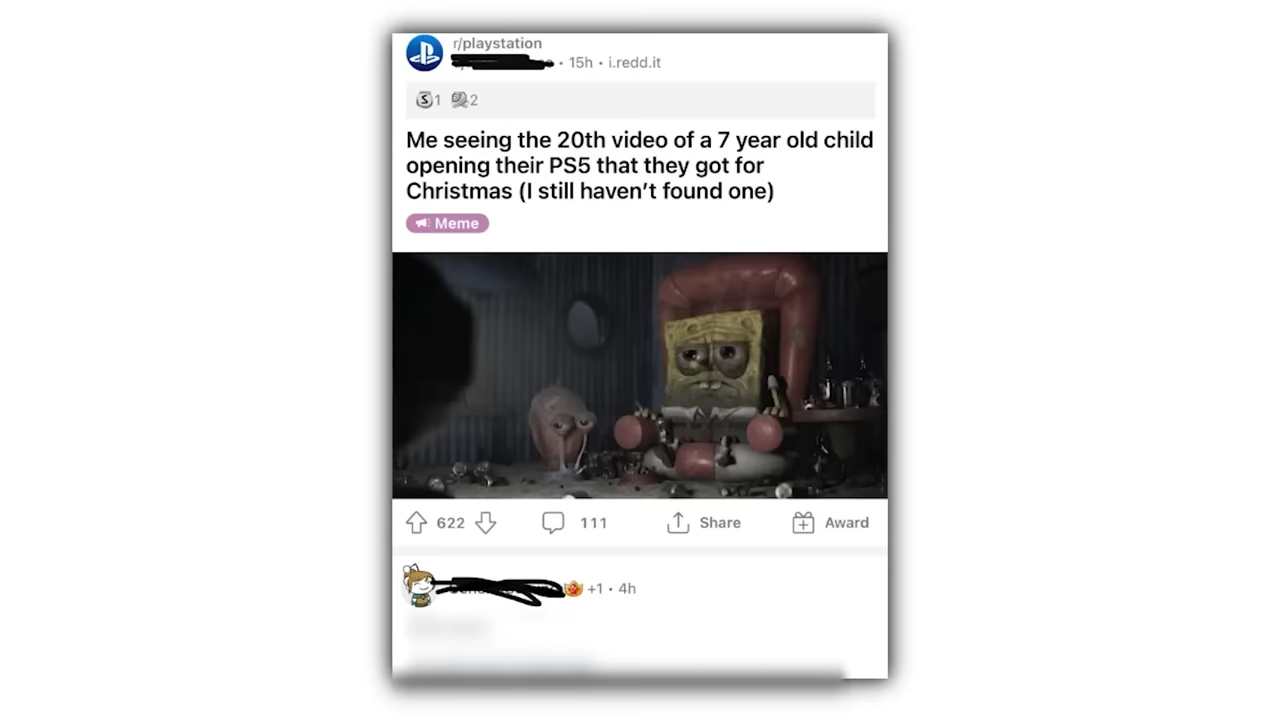 r/playstation
• 15h • i.redd.it
1 2
Me seeing the 20th video of a 7 year old child
opening their PS5 that they got for
Christmas (I still haven't found one)
Meme
622 111 Share Award
+1 • 4h